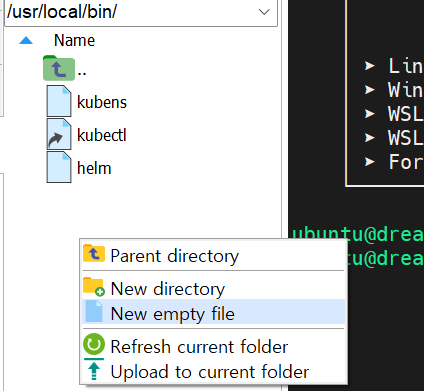 /usr/local/bin/
Name
..
kubens
kubectl
helm
➤ Lin
➤ Win
➤ WSL
➤ WSL
➤ For
ubuntu@drea
ntu@drea
Parent directory
New directory
New empty file
Refresh current folder
Upload to current folder